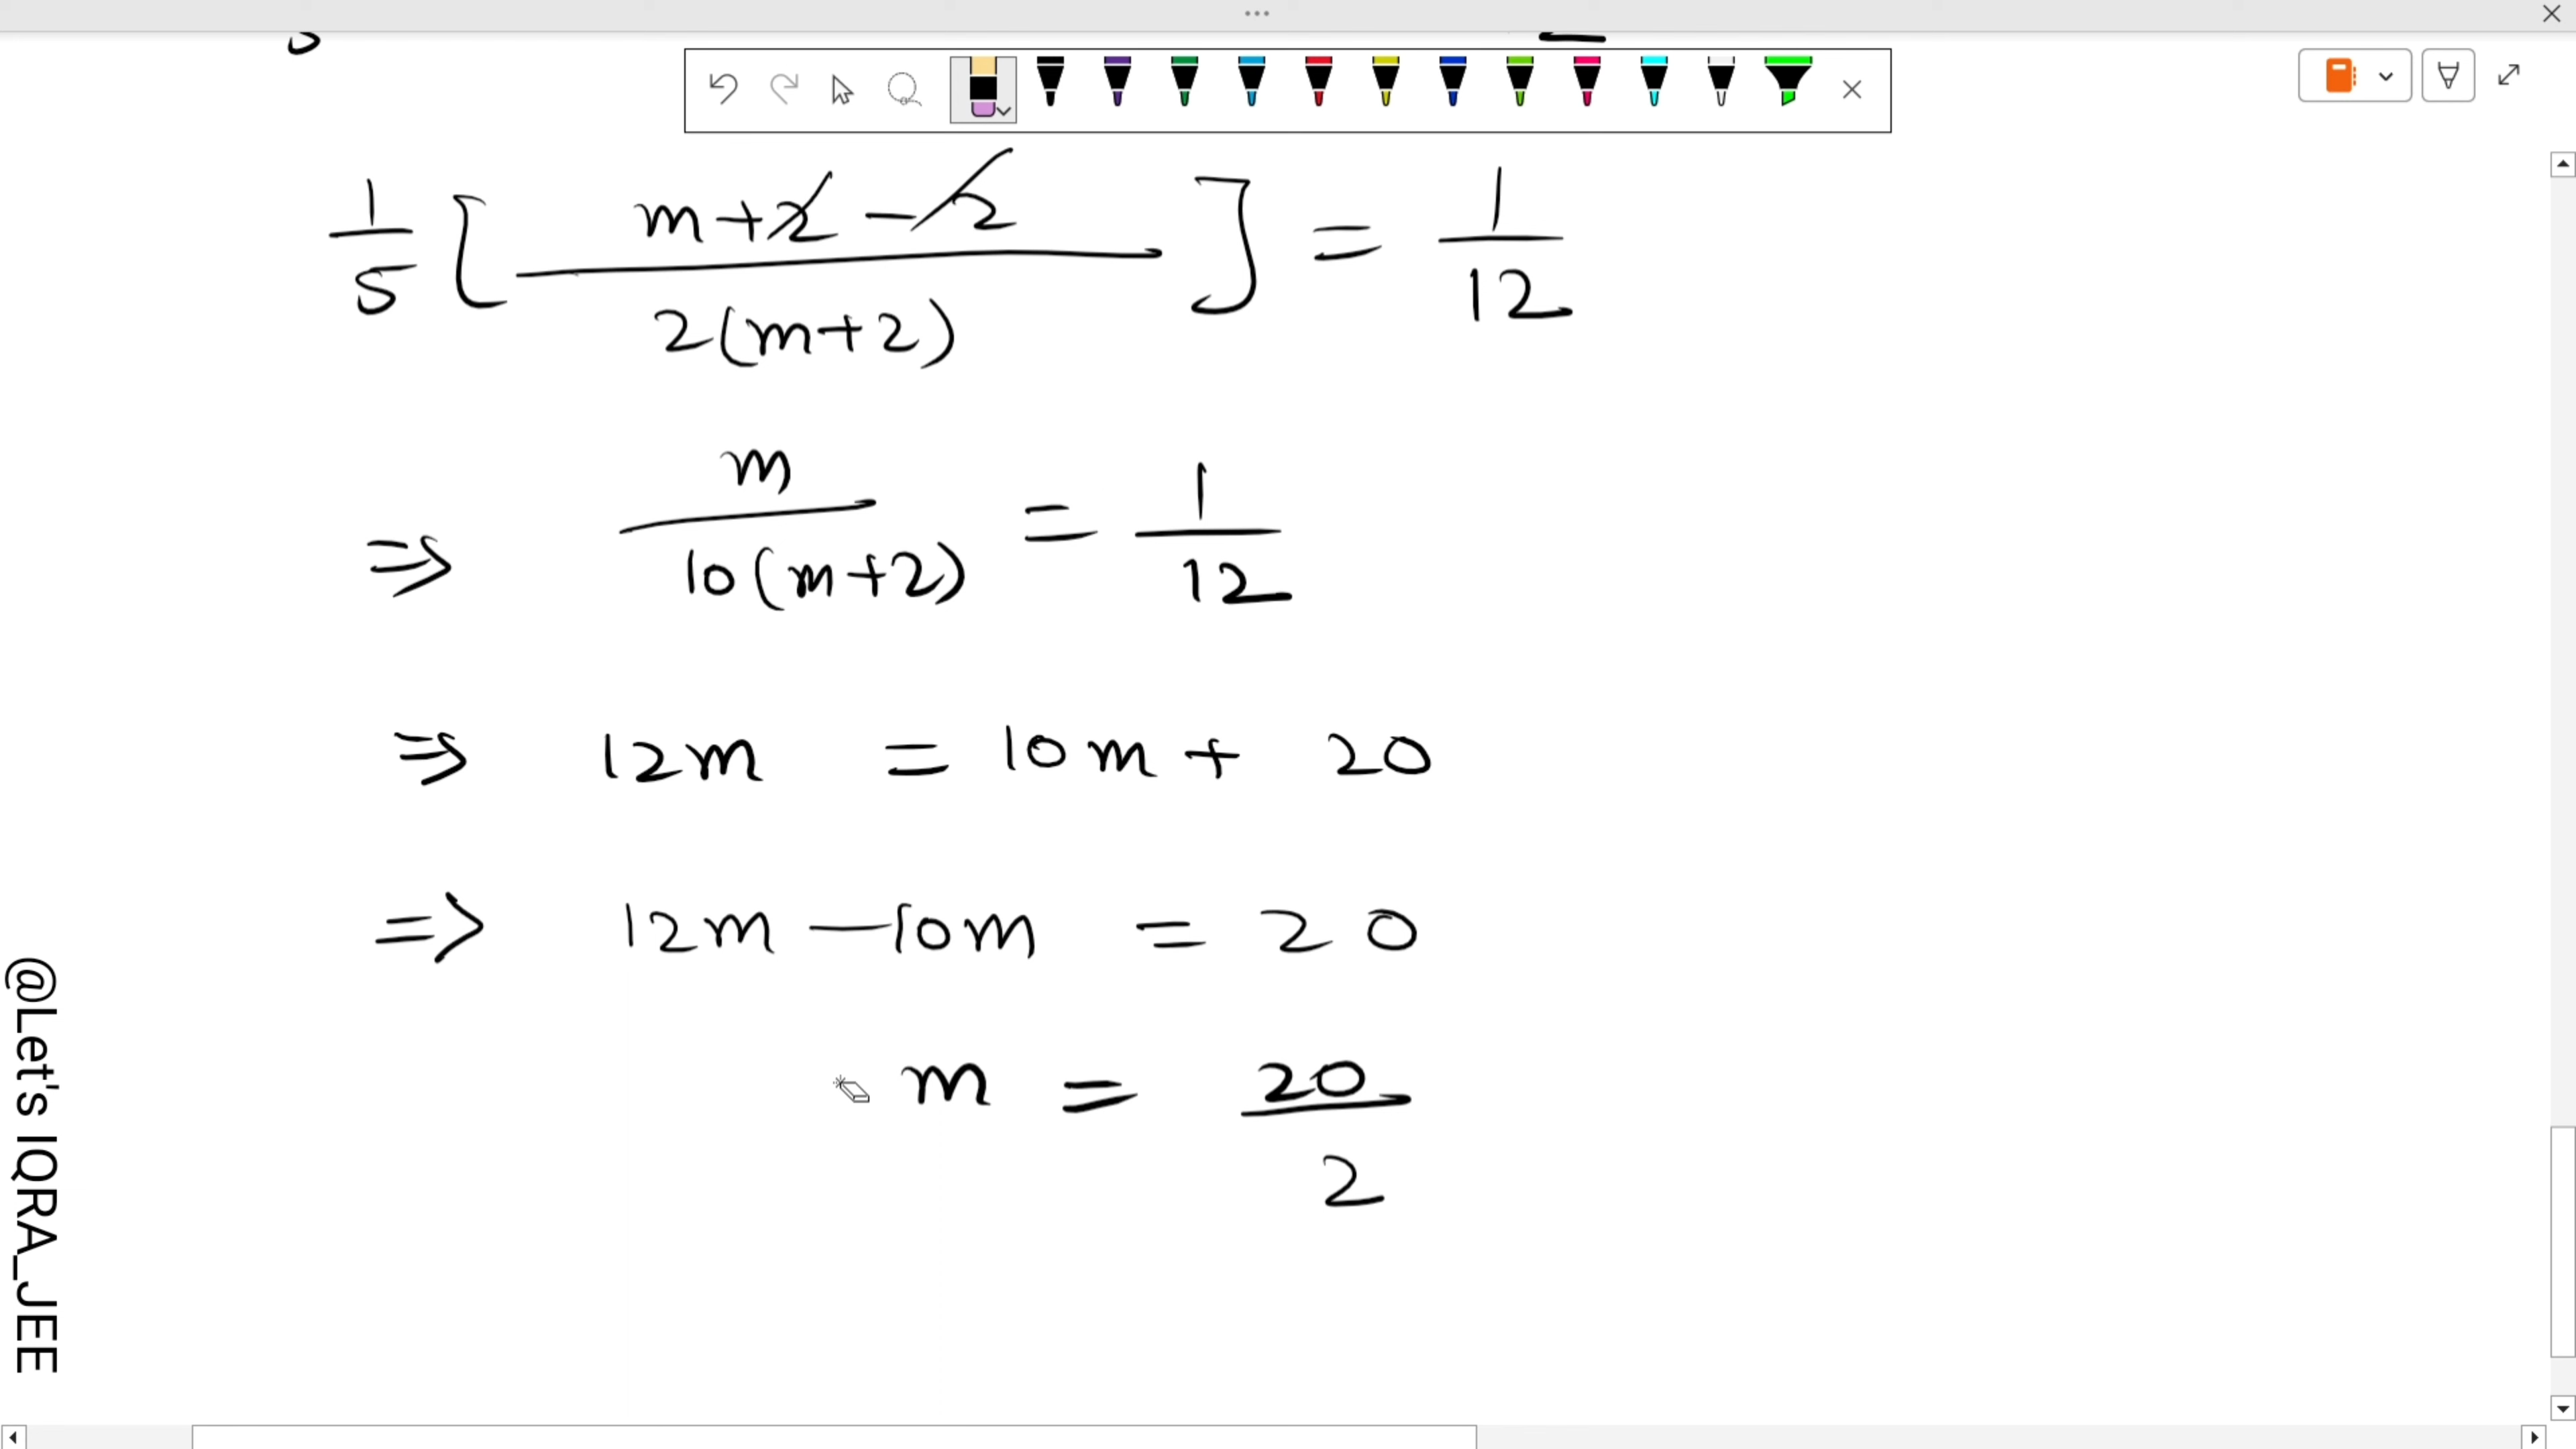 1/5 [ (m+2-2) / 2(m+2) ] = 1/12
⇒ m / 10(m+2) = 1/12
⇒ 12m = 10m + 20
⇒ 12m - 10m = 20
m = 20/2
@Let's IQRA_JEE